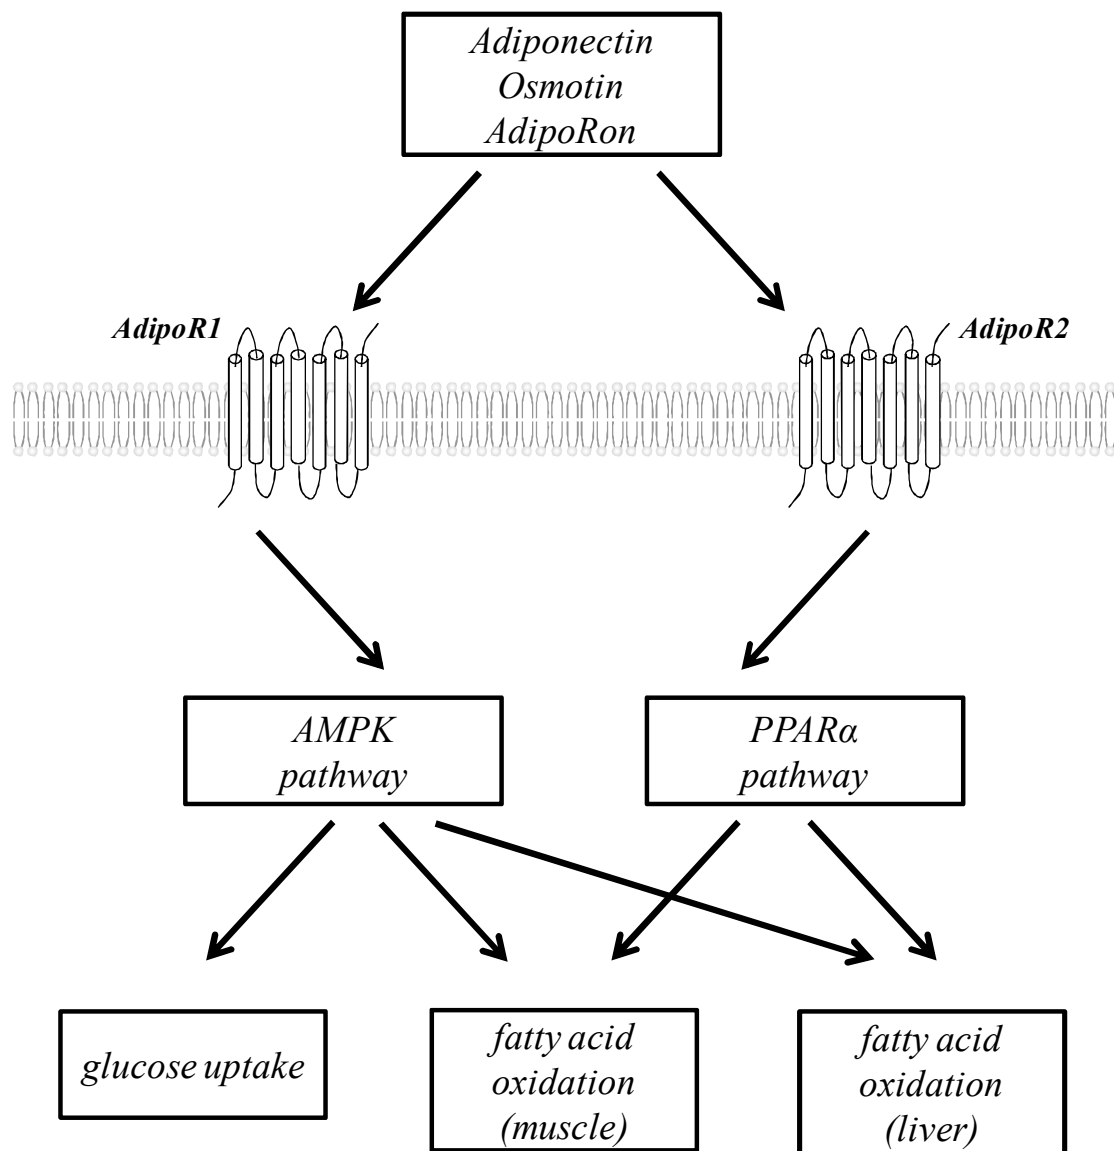 Adiponectin
Osmotin
AdipoRon
AdipoR1
AdipoR2
AMPK
pathway
PPARα
pathway
glucose uptake
fatty acid
oxidation
(muscle)
fatty acid
oxidation
(liver)